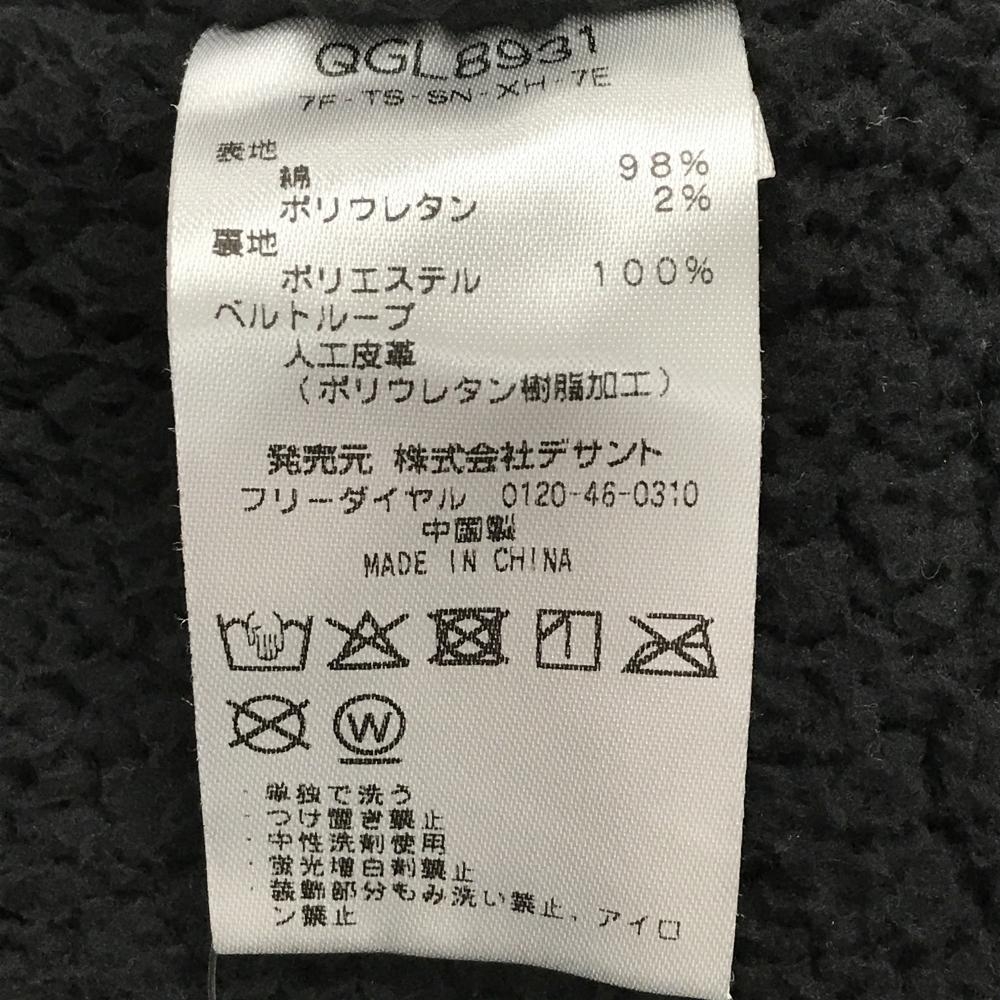 QGL8931
7F-TS-SN-XH-7E
表地
綿 98%
ポリウレタン 2%
裏地
ポリエステル 100%
ベルトループ
人工皮革
（ポリウレタン樹脂加工）
発売元 株式会社デサント
フリーダイヤル 0120-46-0310
中国製
MADE IN CHINA
W
・単独で洗う
・つけ置き禁止
・中性洗剤使用
・蛍光増白剤禁止
・装飾部分もみ洗い禁止、アイロ
ン禁止